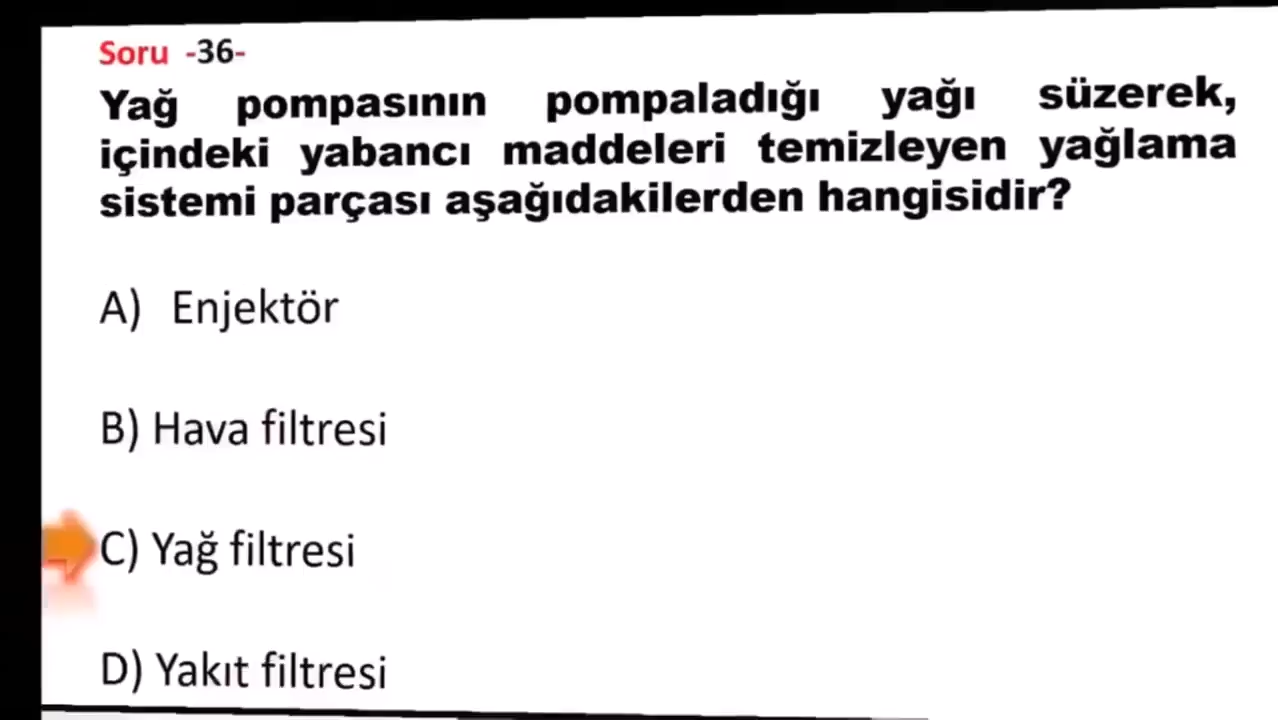 Soru -36-
Yağ pompasının pompaladığı yağı süzerek,
içindeki yabancı maddeleri temizleyen yağlama
sistemi parçası aşağıdakilerden hangisidir?
A) Enjektör
B) Hava filtresi
C) Yağ filtresi
D) Yakıt filtresi